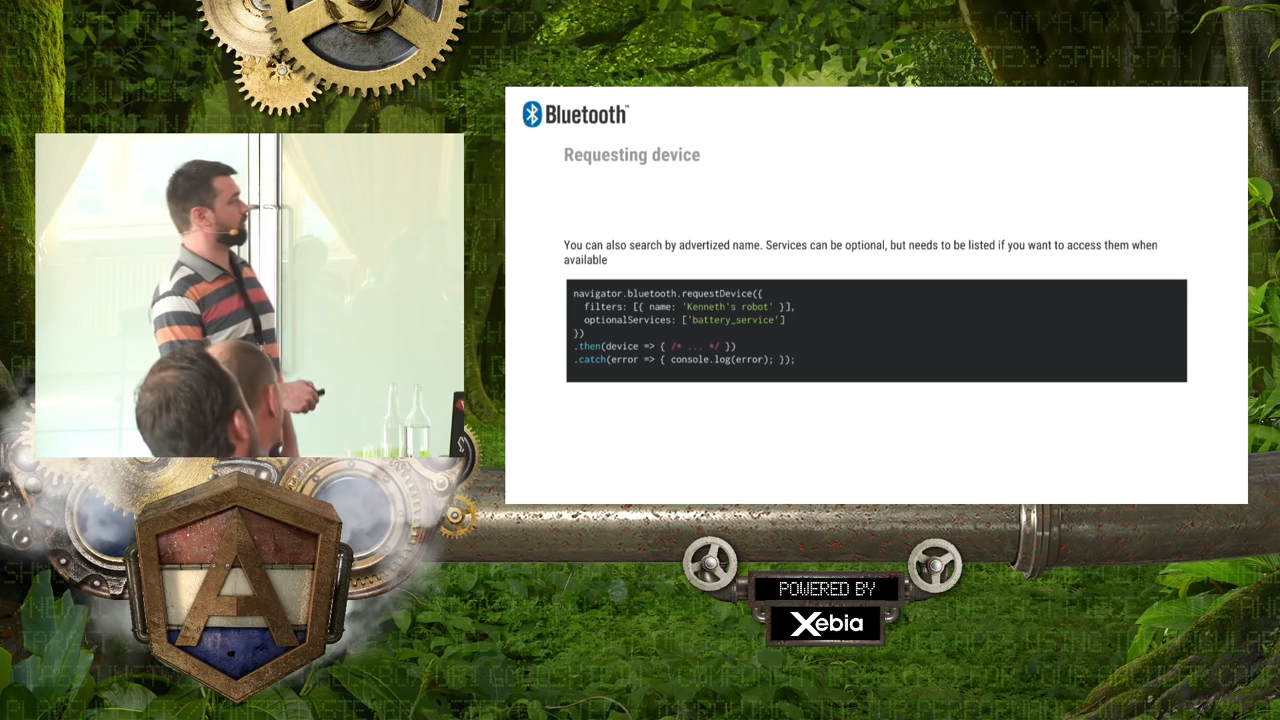 Bluetooth™
Requesting device
You can also search by advertized name. Services can be optional, but needs to be listed if you want to access them when
available
navigator.bluetooth.requestDevice({
filters: [{ name: 'Kenneth's robot' }],
optionalServices: ['battery_service']
})
.then(device => { /* ... */ })
.catch(error => { console.log(error); });
A
POWERED BY
Xebia